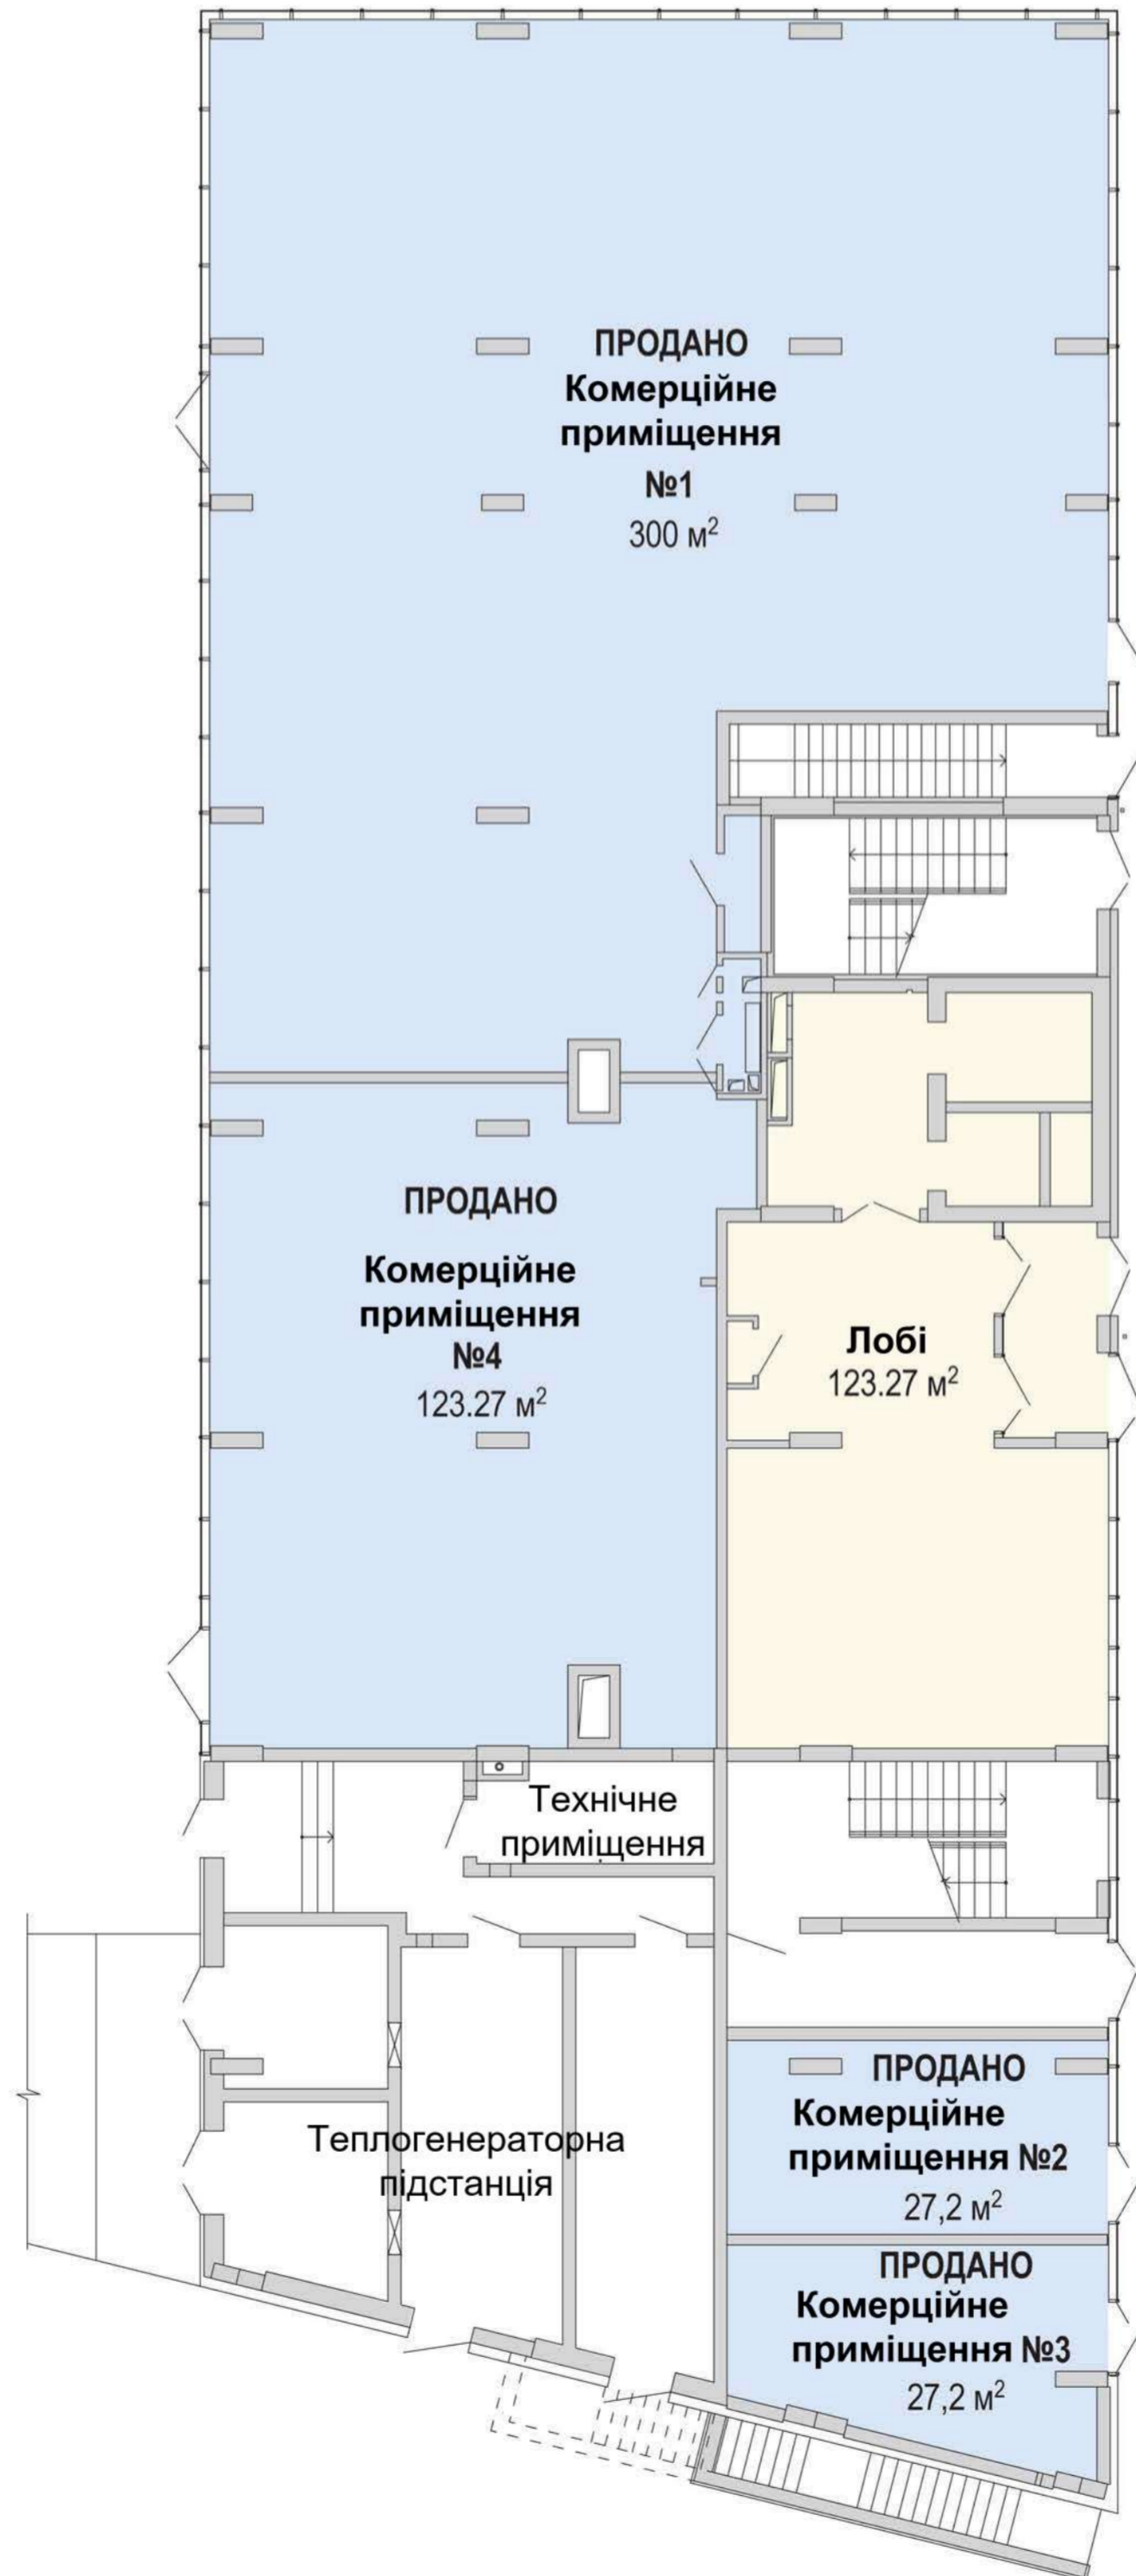 ПРОДАНО
Комерційне
приміщення
№1
300 м²
ПРОДАНО
Комерційне
приміщення
№4
123.27 м²
Лобі
123.27 м²
Технічне
приміщення
Теплогенераторна
підстанція
ПРОДАНО
Комерційне
приміщення №2
27,2 м²
ПРОДАНО
Комерційне
приміщення №3
27,2 м²